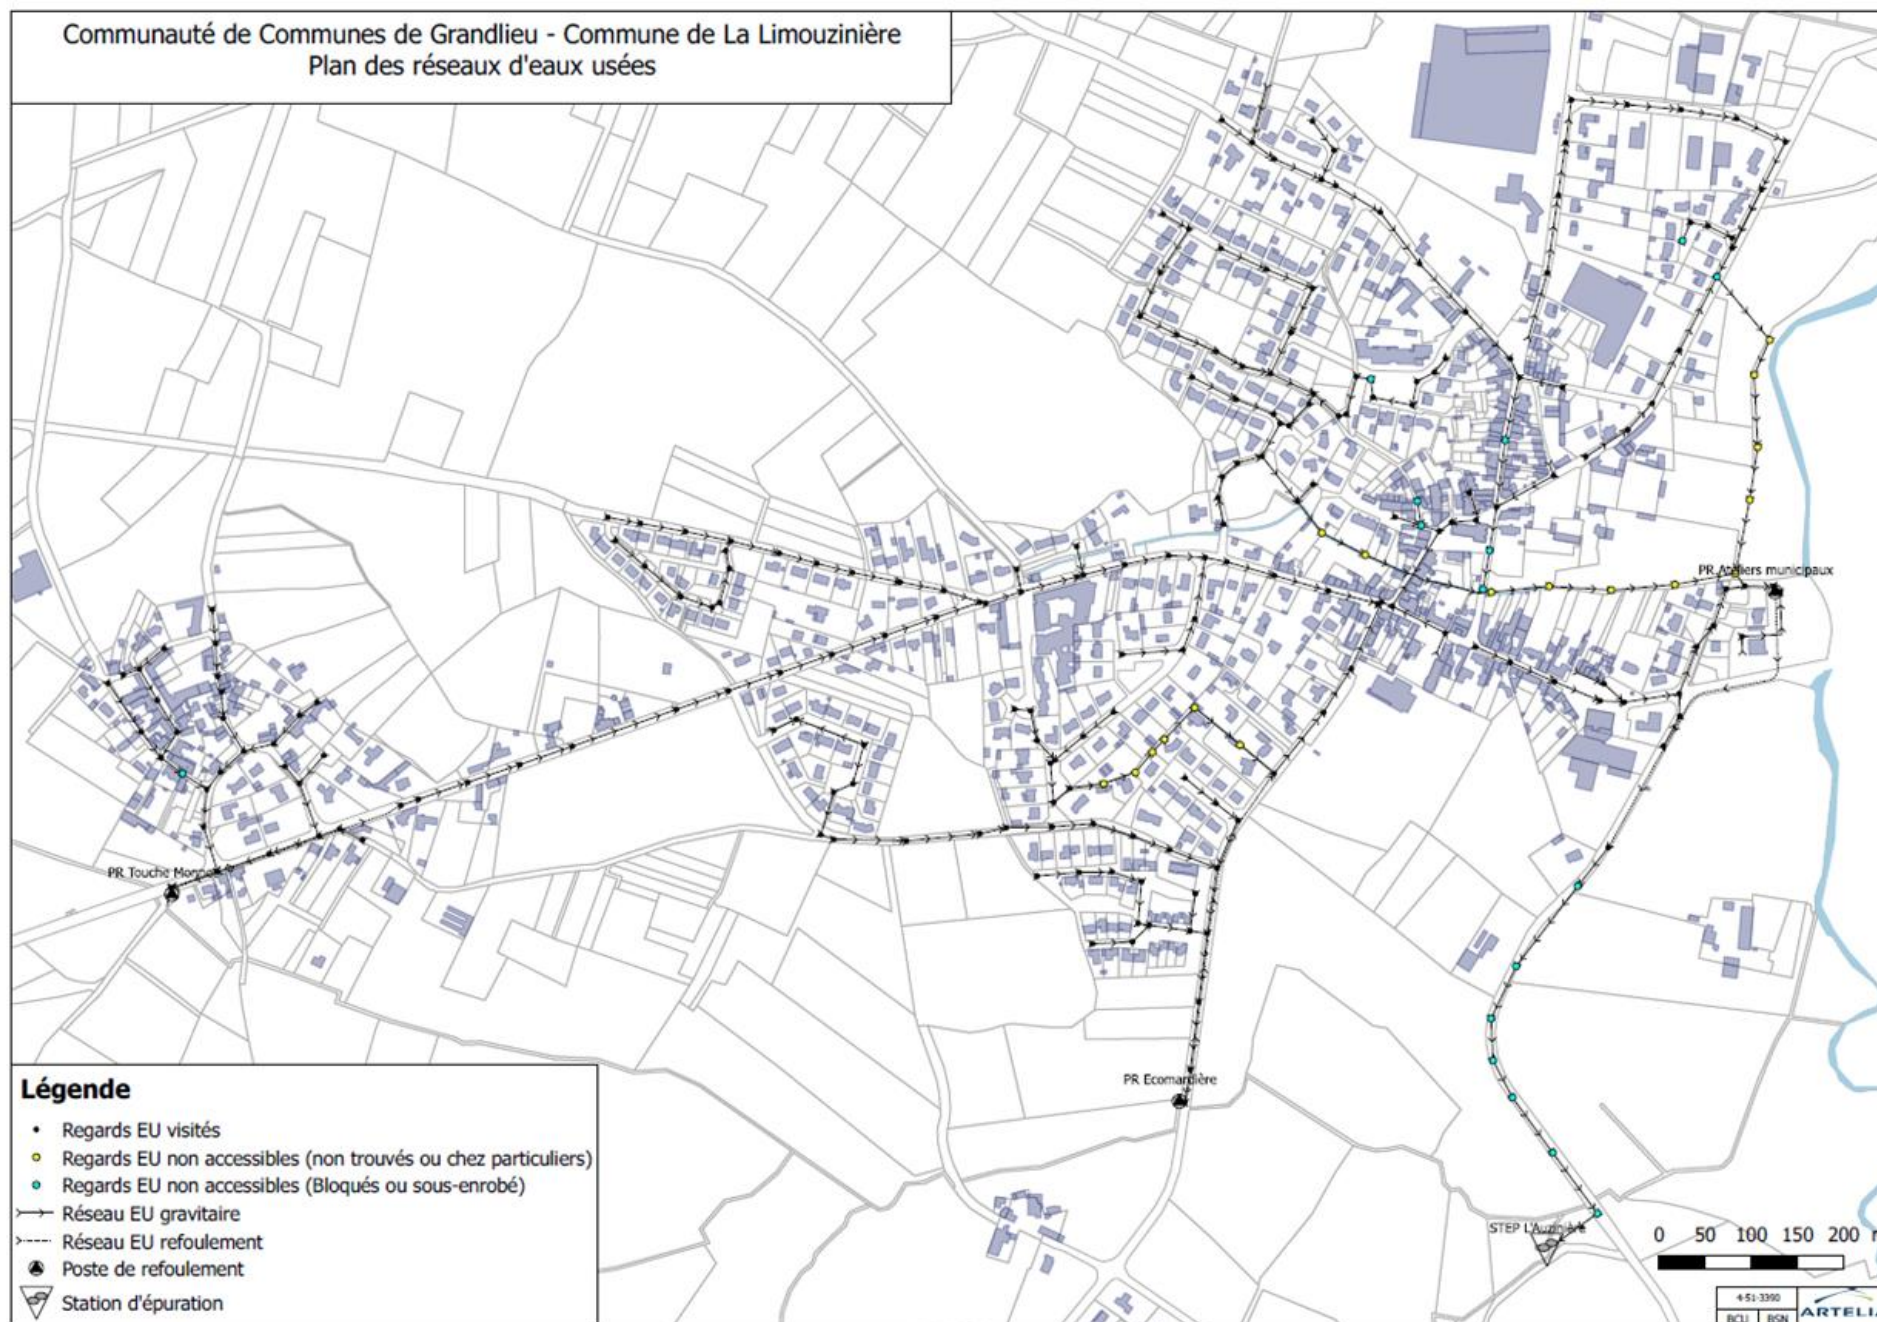 Communauté de Communes de Grandlieu - Commune de La Limouzinière
Plan des réseaux d'eaux usées
PR Ateliers municipaux
PR Touche
PR Ecomardière
STEP L'Auzinière
Légende
Regards EU visités
Regards EU non accessibles (non trouvés ou chez particuliers)
Regards EU non accessibles (Bloqués ou sous-enrobé)
Réseau EU gravitaire
Réseau EU refoulement
Poste de refoulement
Station d'épuration
0 50 100 150 200 m
4-51-3390
BCU BSN
ARTELIA